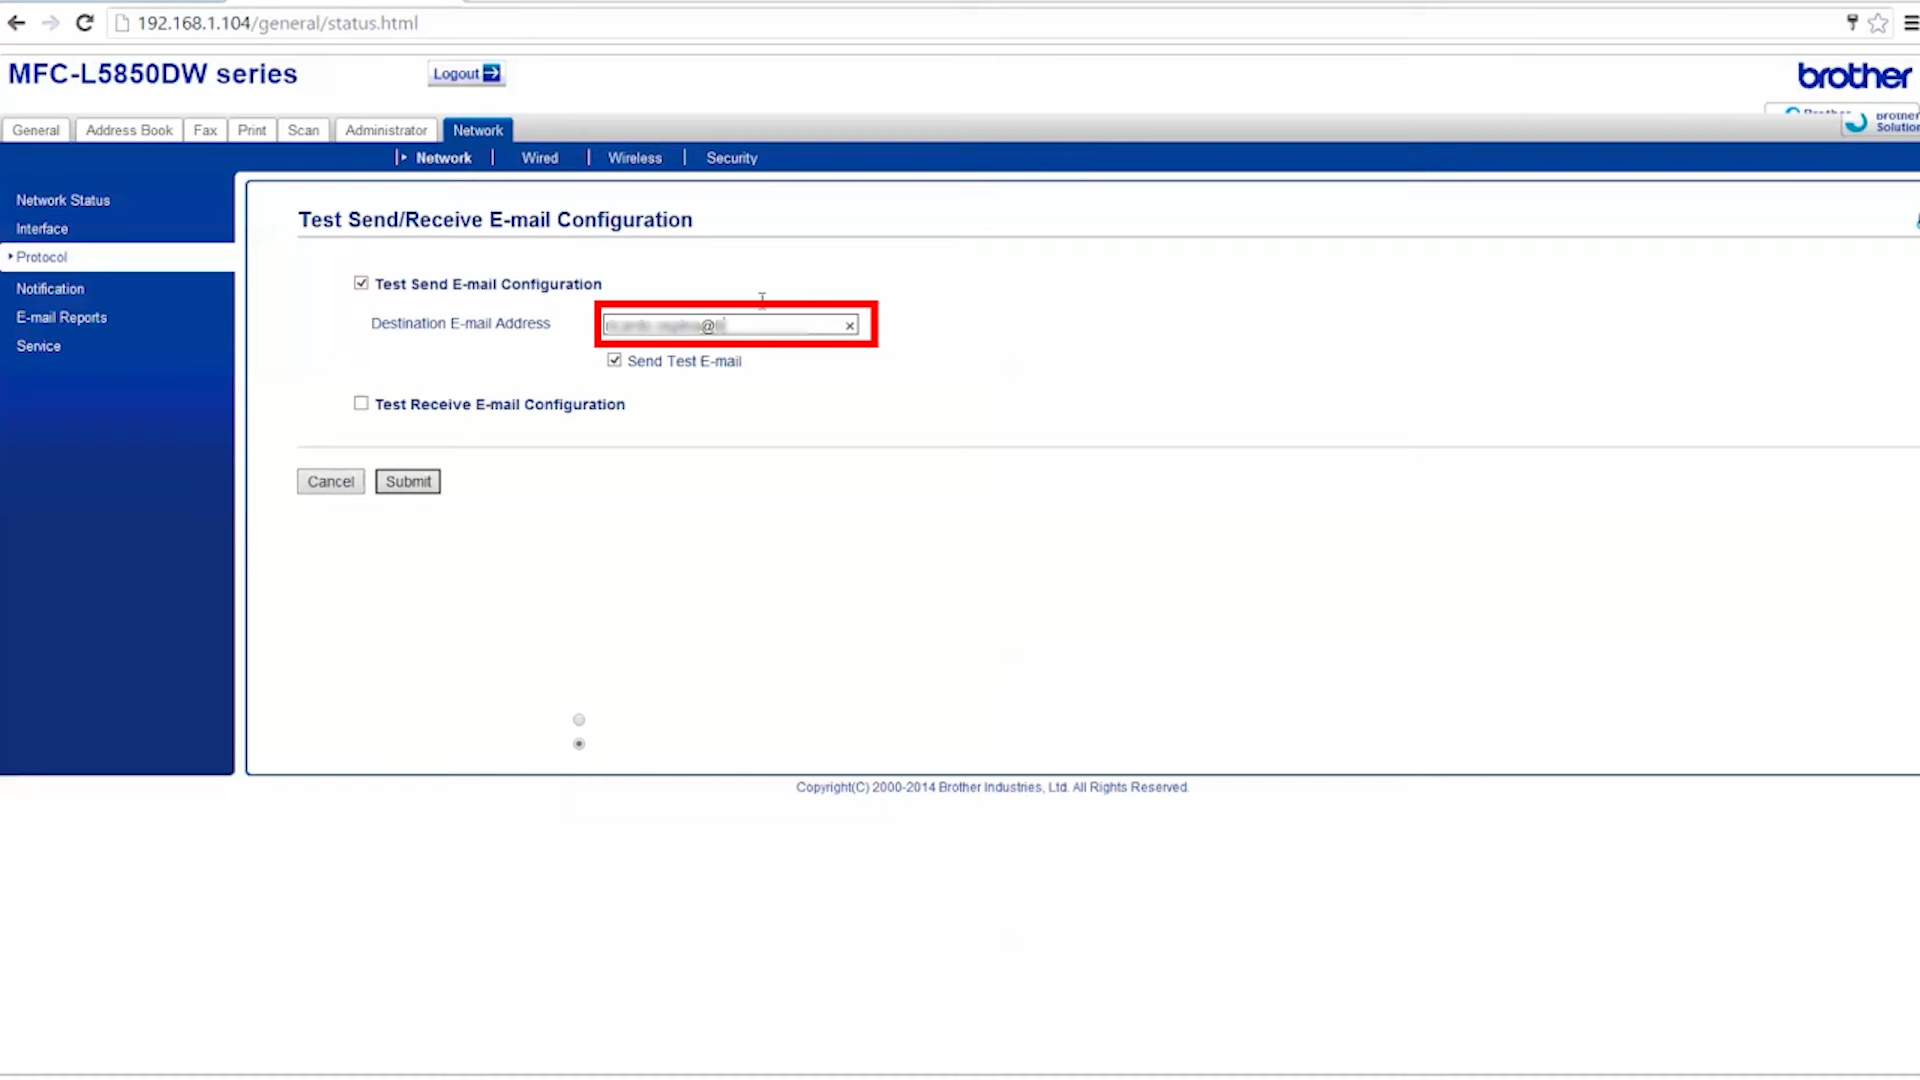 192.168.1.104/general/status.html
MFC-L5850DW series
Logout
brother
General
Address Book
Fax
Print
Scan
Administrator
Network
Brother
Solution
Network
Wired
Wireless
Security
Network Status
Interface
Protocol
Notification
E-mail Reports
Service
Test Send/Receive E-mail Configuration
Test Send E-mail Configuration
Destination E-mail Address
@
Send Test E-mail
Test Receive E-mail Configuration
Cancel
Submit
Copyright(C) 2000-2014 Brother Industries, Ltd. All Rights Reserved.